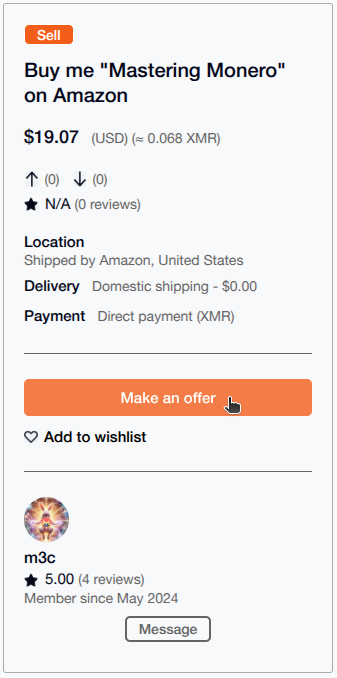 Sell
Buy me "Mastering Monero"
on Amazon
$19.07 (USD) (≈ 0.068 XMR)
(0) (0)
N/A (0 reviews)
Location
Shipped by Amazon, United States
Delivery Domestic shipping - $0.00
Payment Direct payment (XMR)
Make an offer
Add to wishlist
m3c
5.00 (4 reviews)
Member since May 2024
Message